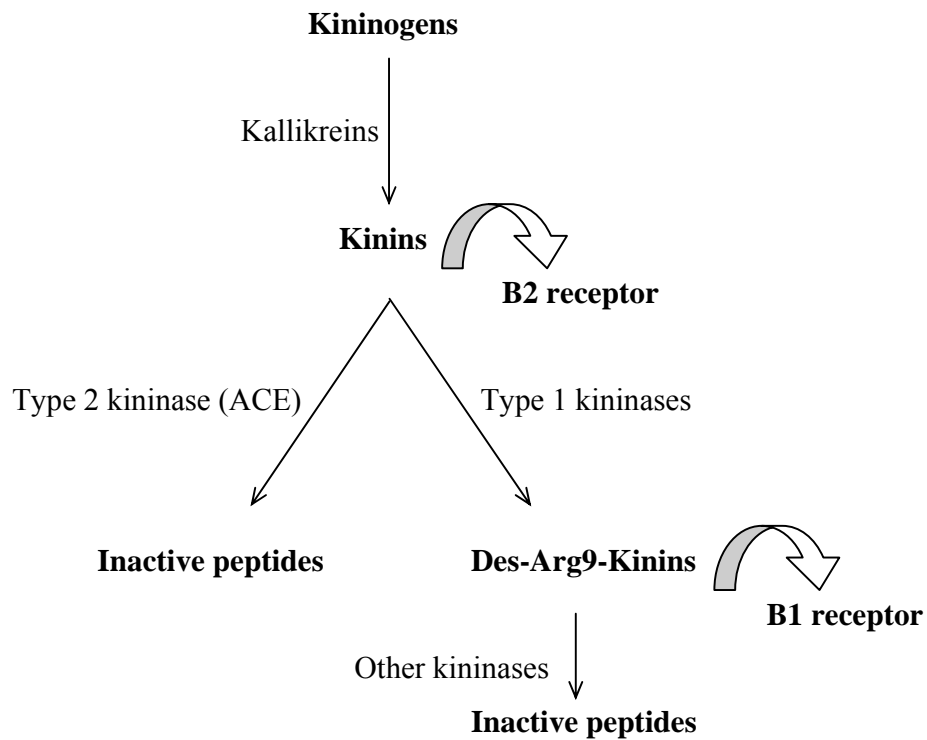 Kininogens
Kallikreins
Kinins
B2 receptor
Type 2 kininase (ACE)
Type 1 kininases
Inactive peptides
Des-Arg9-Kinins
B1 receptor
Other kininases
Inactive peptides